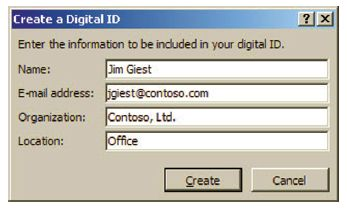 Create a Digital ID
Enter the information to be included in your digital ID.
Name: Jim Giest
E-mail address: jgiest@contoso.com
Organization: Contoso, Ltd.
Location: Office
Create Cancel